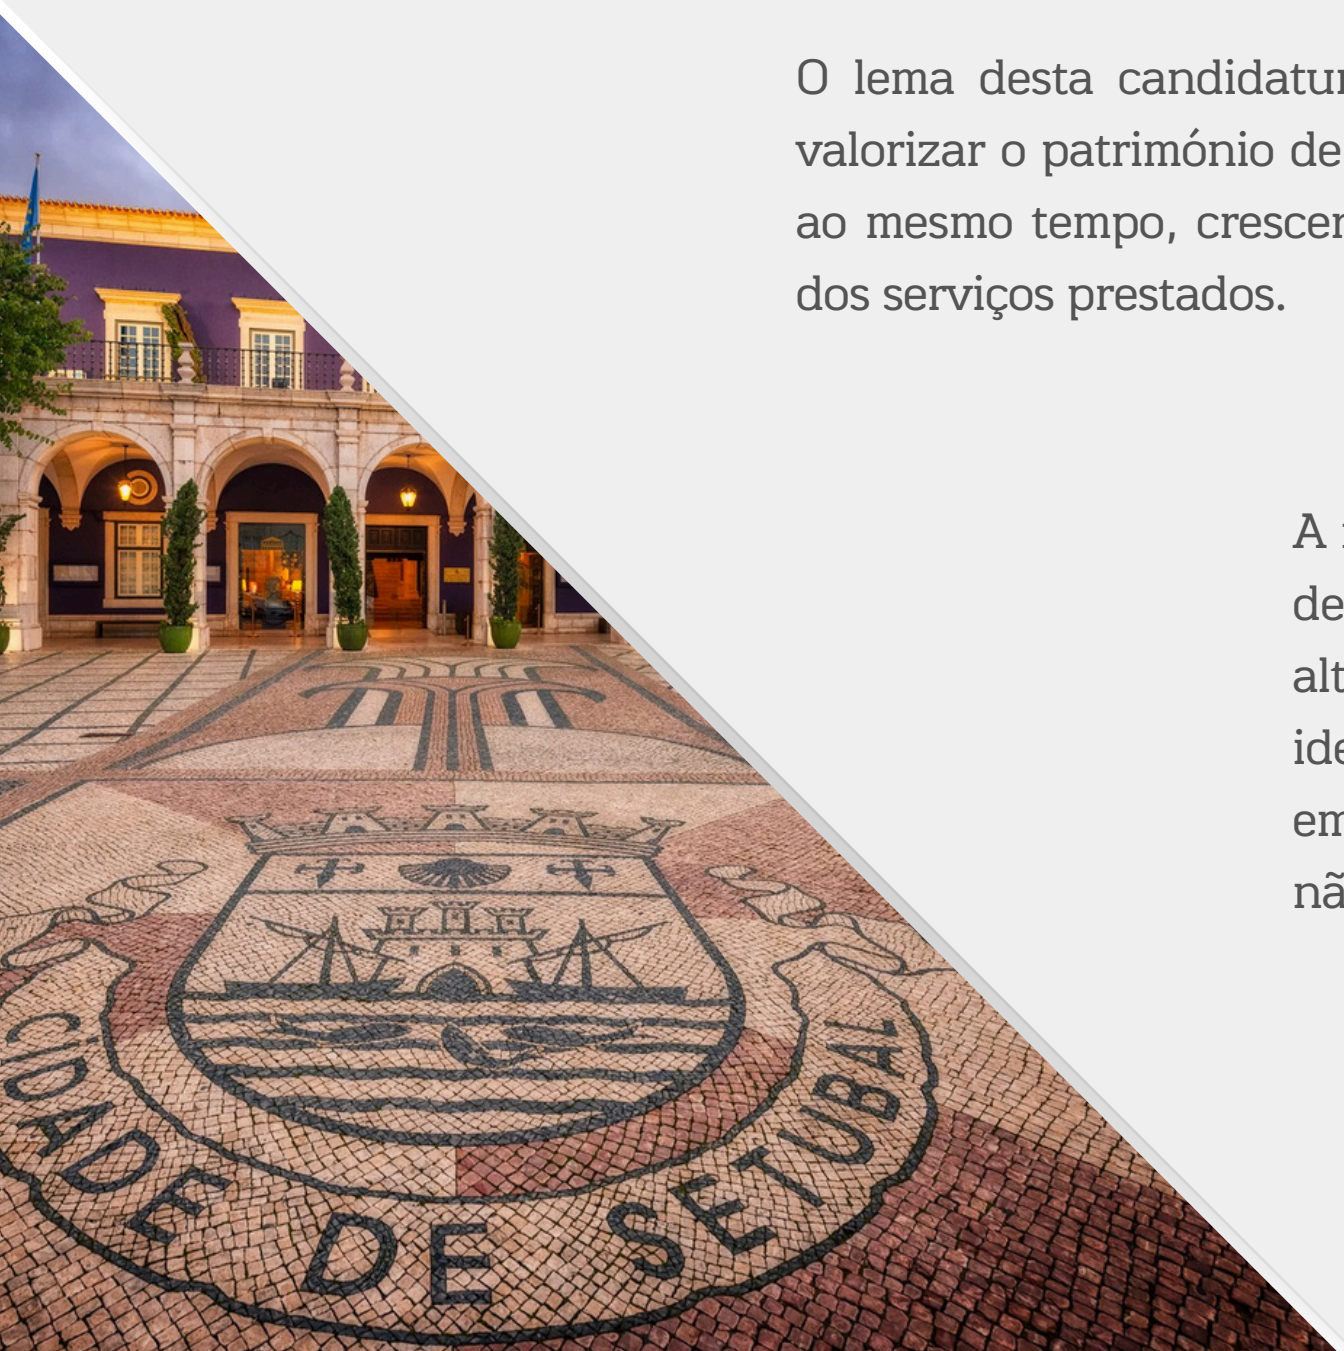 O lema desta candidatu
valorizar o património de
ao mesmo tempo, crescer
dos serviços prestados.
A
de
alt
ide
em
nã
CIDADE DE SETUBAL